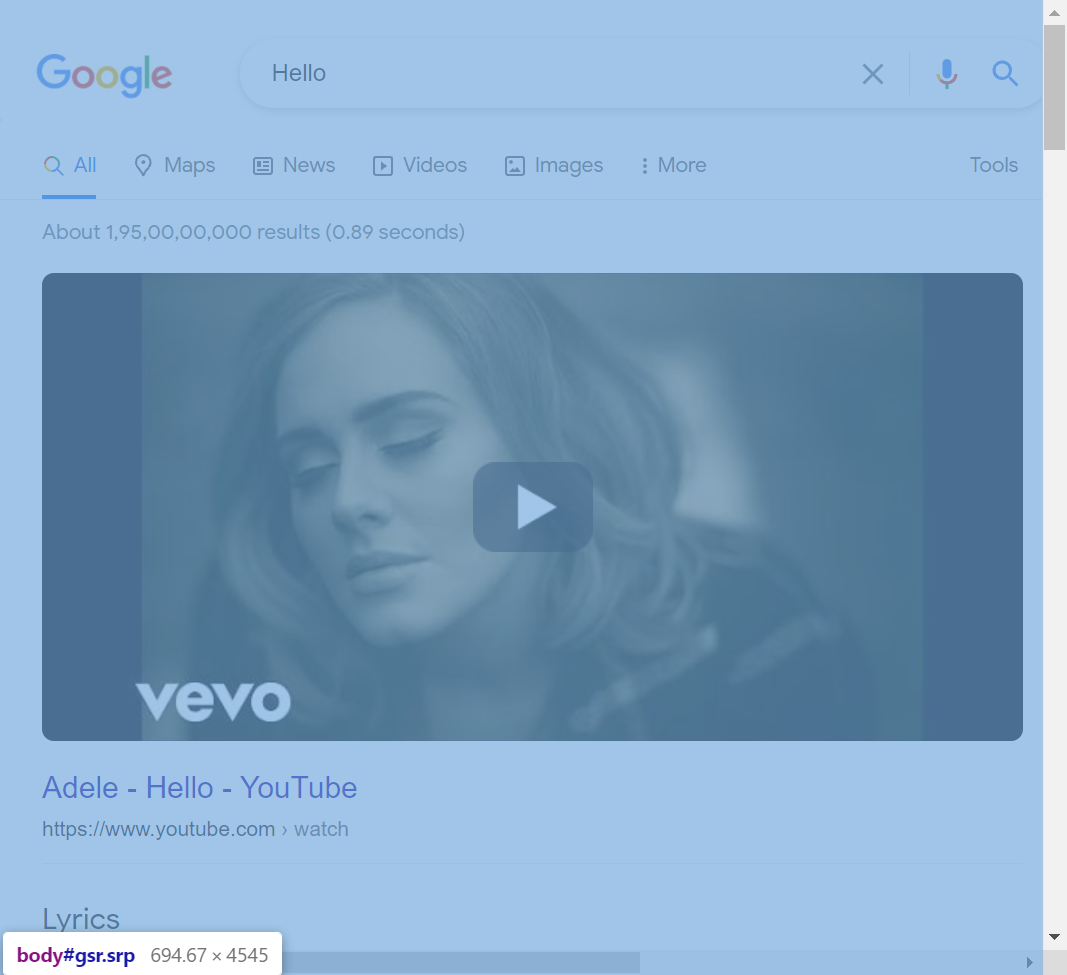 Google Hello
All Maps News Videos Images More Tools
About 1,95,00,00,000 results (0.89 seconds)
vevo
Adele - Hello - YouTube
https://www.youtube.com › watch
Lyrics
body#gsr.srp 694.67 × 4545